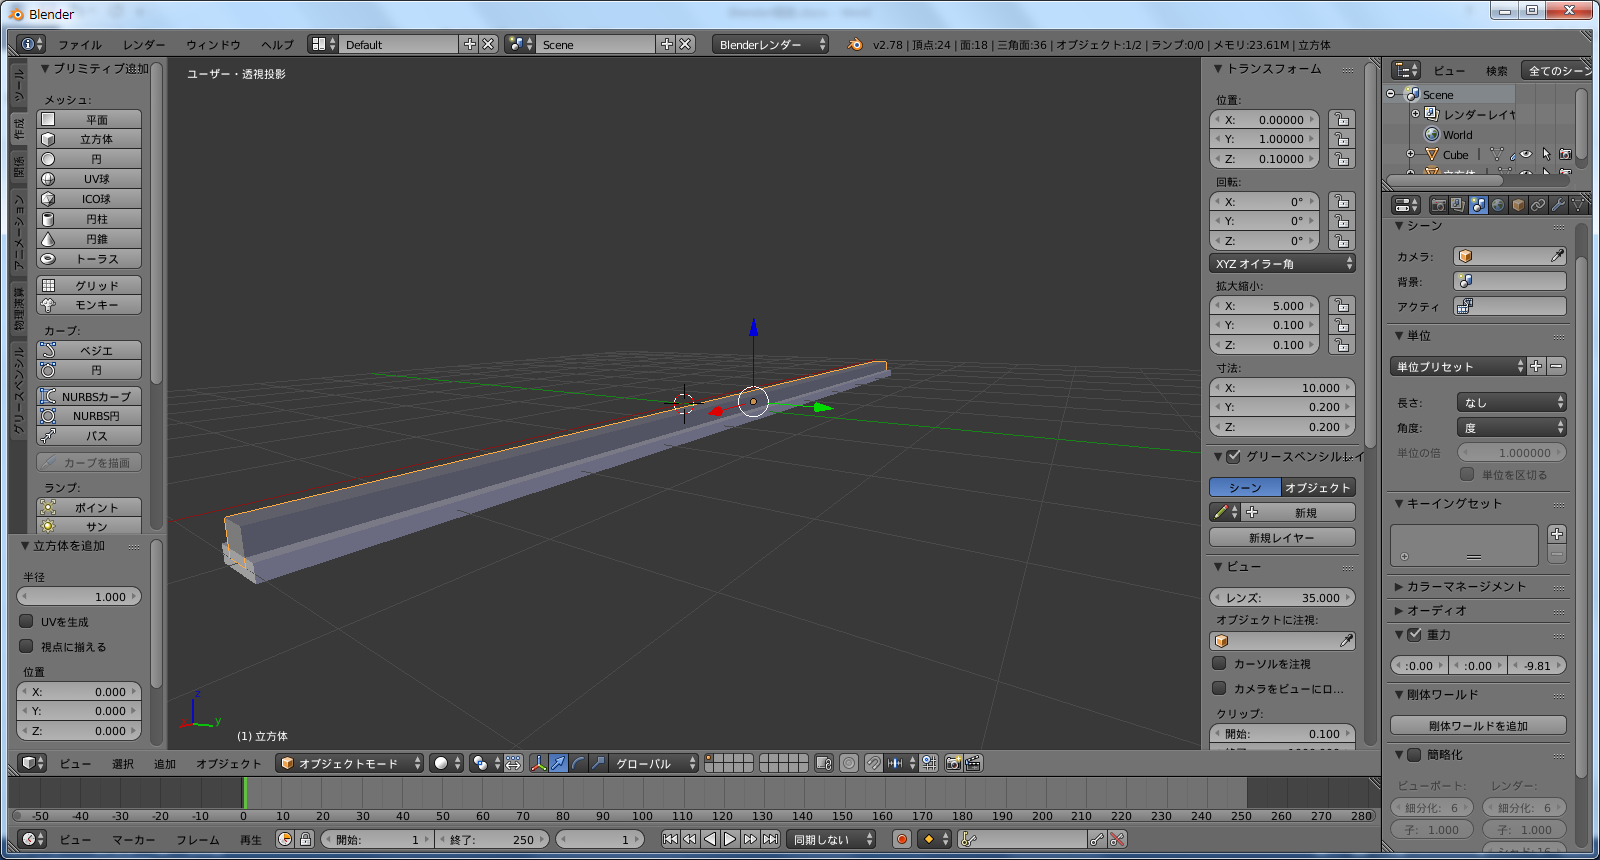 Blender
ファイル レンダー ウィンドウ ヘルプ Default Scene Blenderレンダー v2.78 | 頂点:24 | 面:18 | 三角面:36 | オブジェクト:1/2 | ランプ:0/0 | メモリ:23.61M | 立方体
ツール
作成
関係
アニメーション
物理演算
グリースペンシル
プリミティブ追加
メッシュ:
平面
立方体
円
UV球
ICO球
円柱
円錐
トーラス
グリッド
モンキー
カーブ:
ベジエ
円
NURBSカーブ
NURBS円
パス
カーブを描画
ランプ:
ポイント
サン
立方体を追加
半径
1.000
UVを生成
視点に揃える
位置
X: 0.000
Y: 0.000
Z: 0.000
ユーザー・透視投影
z
y
(1) 立方体
トランスフォーム
位置:
X: 0.00000
Y: 1.00000
Z: 0.10000
回転:
X: 0°
Y: 0°
Z: 0°
XYZ オイラー角
拡大縮小:
X: 5.000
Y: 0.100
Z: 0.100
寸法:
X: 10.000
Y: 0.200
Z: 0.200
グリースペンシルレイ
シーン オブジェクト
新規
新規レイヤー
ビュー
レンズ: 35.000
オブジェクトに注視:
カーソルを注視
カメラをビューにロ...
クリップ:
開始: 0.100
ビュー 検索 全てのシーン
Scene
レンダーレイヤ
World
Cube
立方体
シーン
カメラ:
背景:
アクティ
単位
単位プリセット
長さ: なし
角度: 度
単位の倍 1.000000
単位を区切る
キーイングセット
カラーマネージメント
オーディオ
重力
:0.00 :0.00 -9.81
剛体ワールド
剛体ワールドを追加
簡略化
ビューポート: レンダー:
細分化: 6 細分化: 6
子: 1.000 子: 1.000
ビュー 選択 追加 オブジェクト オブジェクトモード グローバル
-50 -40 -30 -20 -10 0 10 20 30 40 50 60 70 80 90 100 110 120 130 140 150 160 170 180 190 200 210 220 230 240 250 260 270 280
ビュー マーカー フレーム 再生 開始: 1 終了: 250 1 同期しない